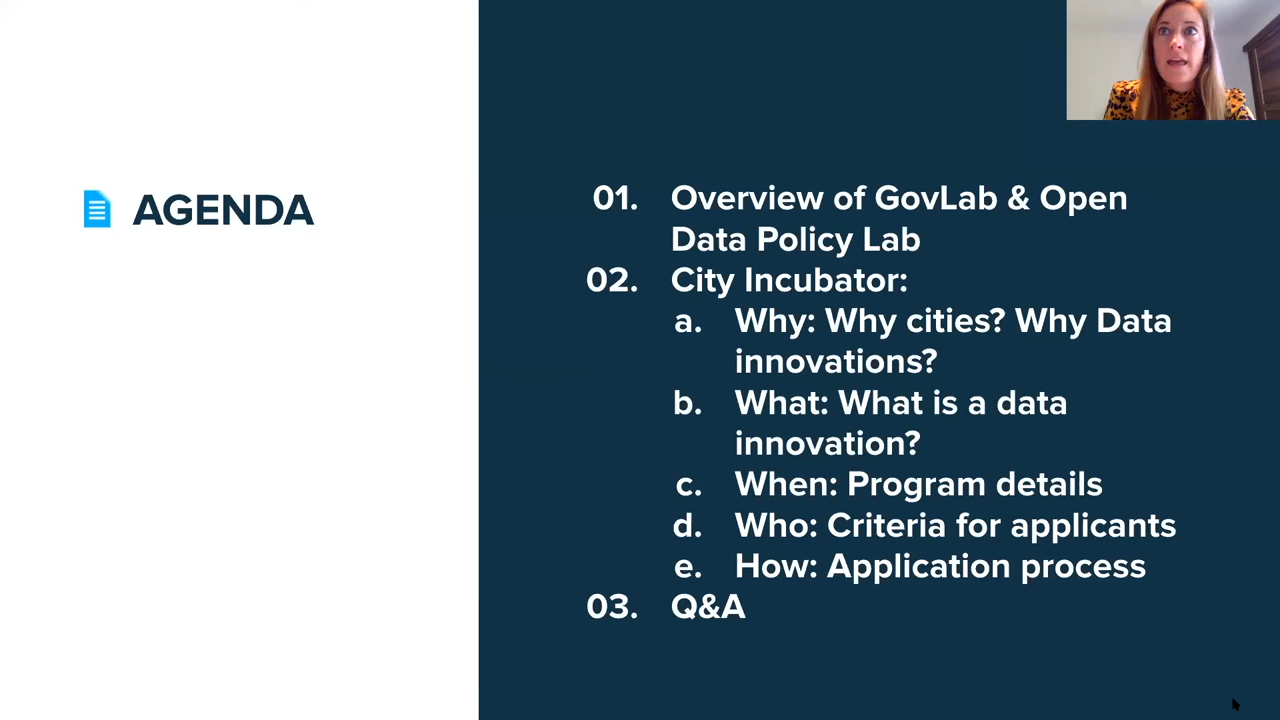 AGENDA
01. Overview of GovLab & Open
Data Policy Lab
02. City Incubator:
a. Why: Why cities? Why Data
innovations?
b. What: What is a data
innovation?
c. When: Program details
d. Who: Criteria for applicants
e. How: Application process
03. Q&A